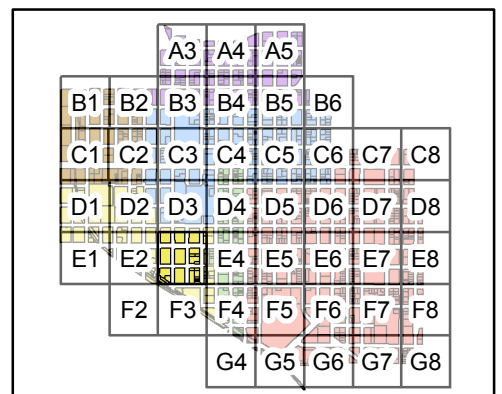 A3 A4 A5
B1 B2 B3 B4 B5 B6
C1 C2 C3 C4 C5 C6 C7 C8
D1 D2 D3 D4 D5 D6 D7 D8
E1 E2 E4 E5 E6 E7 E8
F2 F3 F4 F5 F6 F7 F8
G4 G5 G6 G7 G8